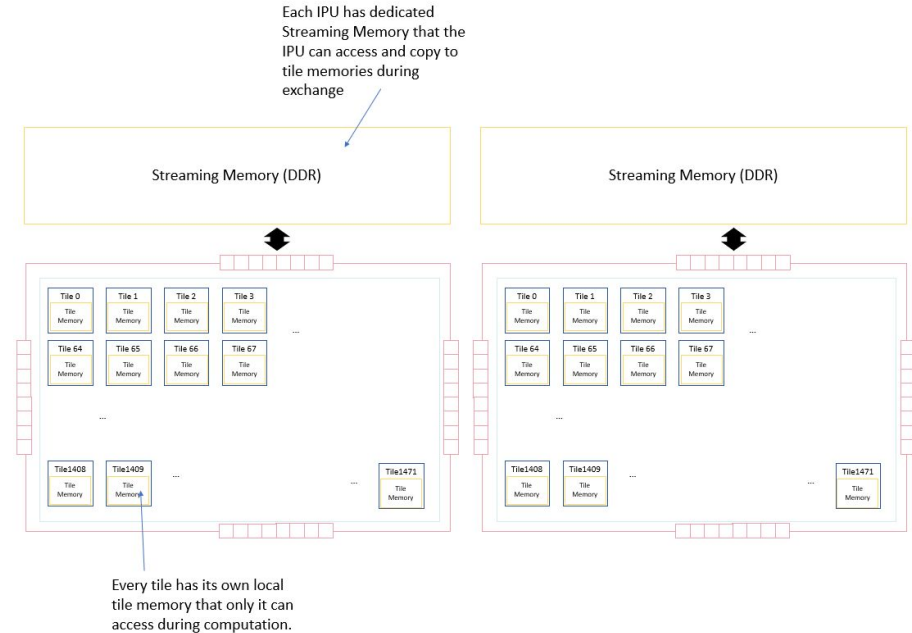 Each IPU has dedicated
Streaming Memory that the
IPU can access and copy to
tile memories during
exchange
Streaming Memory (DDR)
Streaming Memory (DDR)
Tile 0 Tile 1 Tile 2 Tile 3
Tile Tile Tile Tile
Memory Memory Memory Memory
...
Tile 64 Tile 65 Tile 66 Tile 67
Tile Tile Tile Tile
Memory Memory Memory Memory
...
Tile1408 Tile1409 ... ... Tile1471
Tile Tile Tile
Memory Memory Memory
Tile 0 Tile 1 Tile 2 Tile 3
Tile Tile Tile Tile
Memory Memory Memory Memory
...
Tile 64 Tile 65 Tile 66 Tile 67
Tile Tile Tile Tile
Memory Memory Memory Memory
...
Tile1408 Tile1409 ... ... Tile1471
Tile Tile Tile
Memory Memory Memory
Every tile has its own local
tile memory that only it can
access during computation.